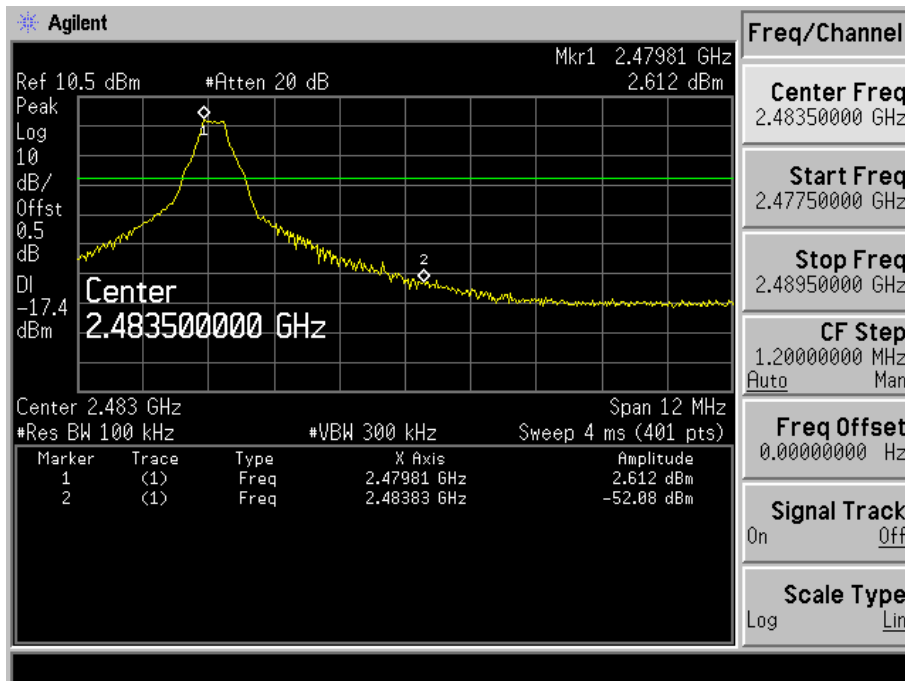 Agilent
Freq/Channel
Mkr1 2.47981 GHz
Ref 10.5 dBm #Atten 20 dB 2.612 dBm
Peak
Log
10
dB/
Offst
0.5
dB
DI
-17.4
dBm
1
2
Center
2.483500000 GHz
Center 2.483 GHz Span 12 MHz
#Res BW 100 kHz #VBW 300 kHz Sweep 4 ms (401 pts)
Marker Trace Type X Axis Amplitude
1 (1) Freq 2.47981 GHz 2.612 dBm
2 (1) Freq 2.48383 GHz -52.08 dBm
Center Freq
2.48350000 GHz
Start Freq
2.47750000 GHz
Stop Freq
2.48950000 GHz
CF Step
1.20000000 MHz
Auto Man
Freq Offset
0.00000000 Hz
Signal Track
On Off
Scale Type
Log Lin